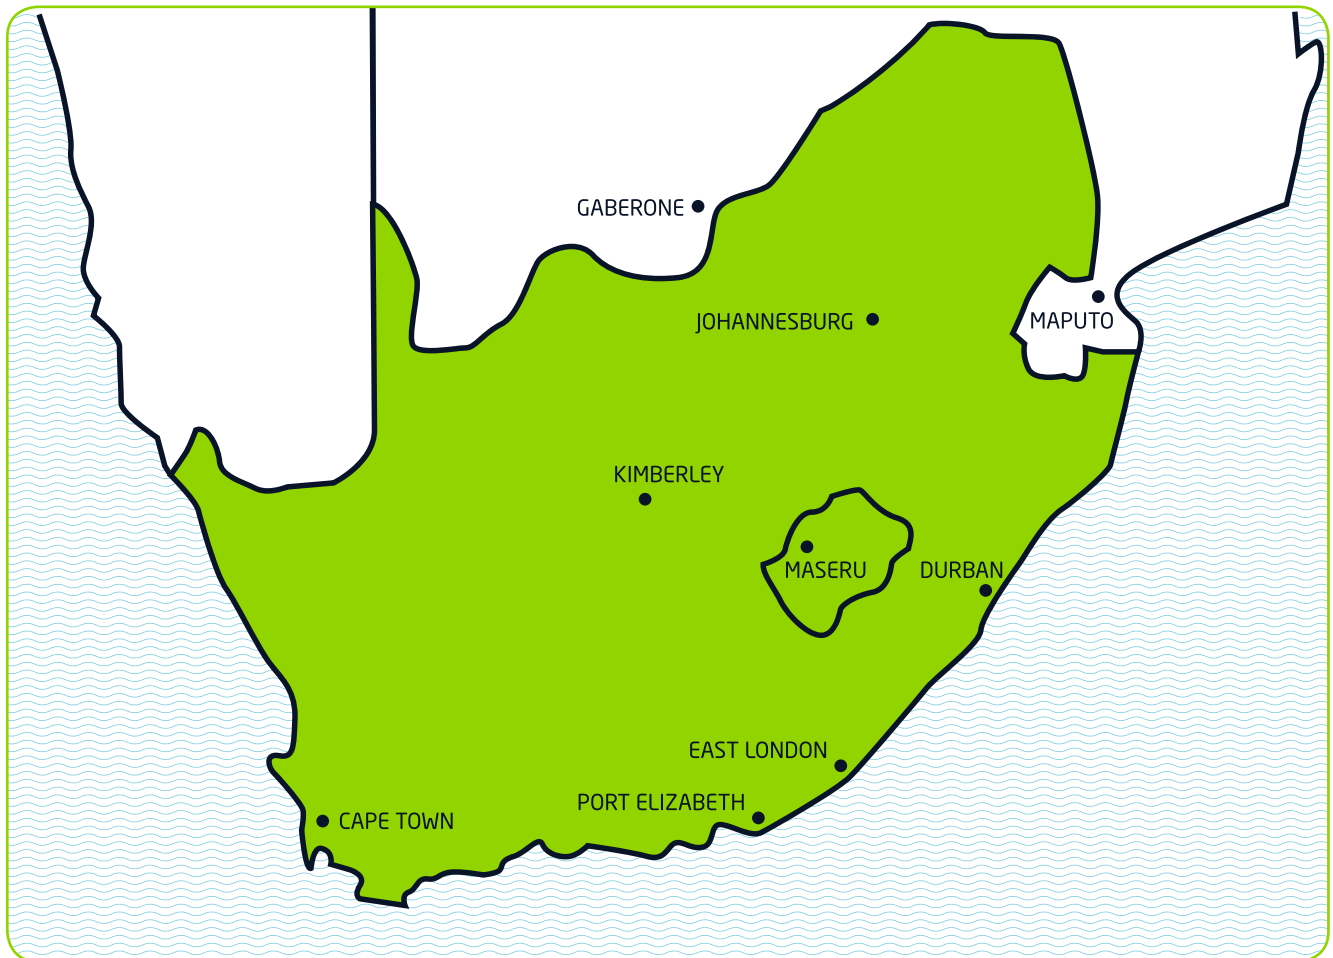 GABERONE
JOHANNESBURG
MAPUTO
KIMBERLEY
MASERU
DURBAN
EAST LONDON
PORT ELIZABETH
CAPE TOWN